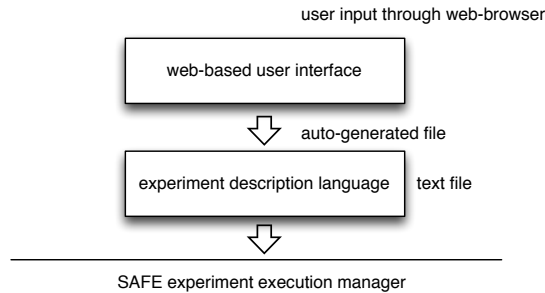 user input through web-browser
web-based user interface
auto-generated file
experiment description language
text file
SAFE experiment execution manager